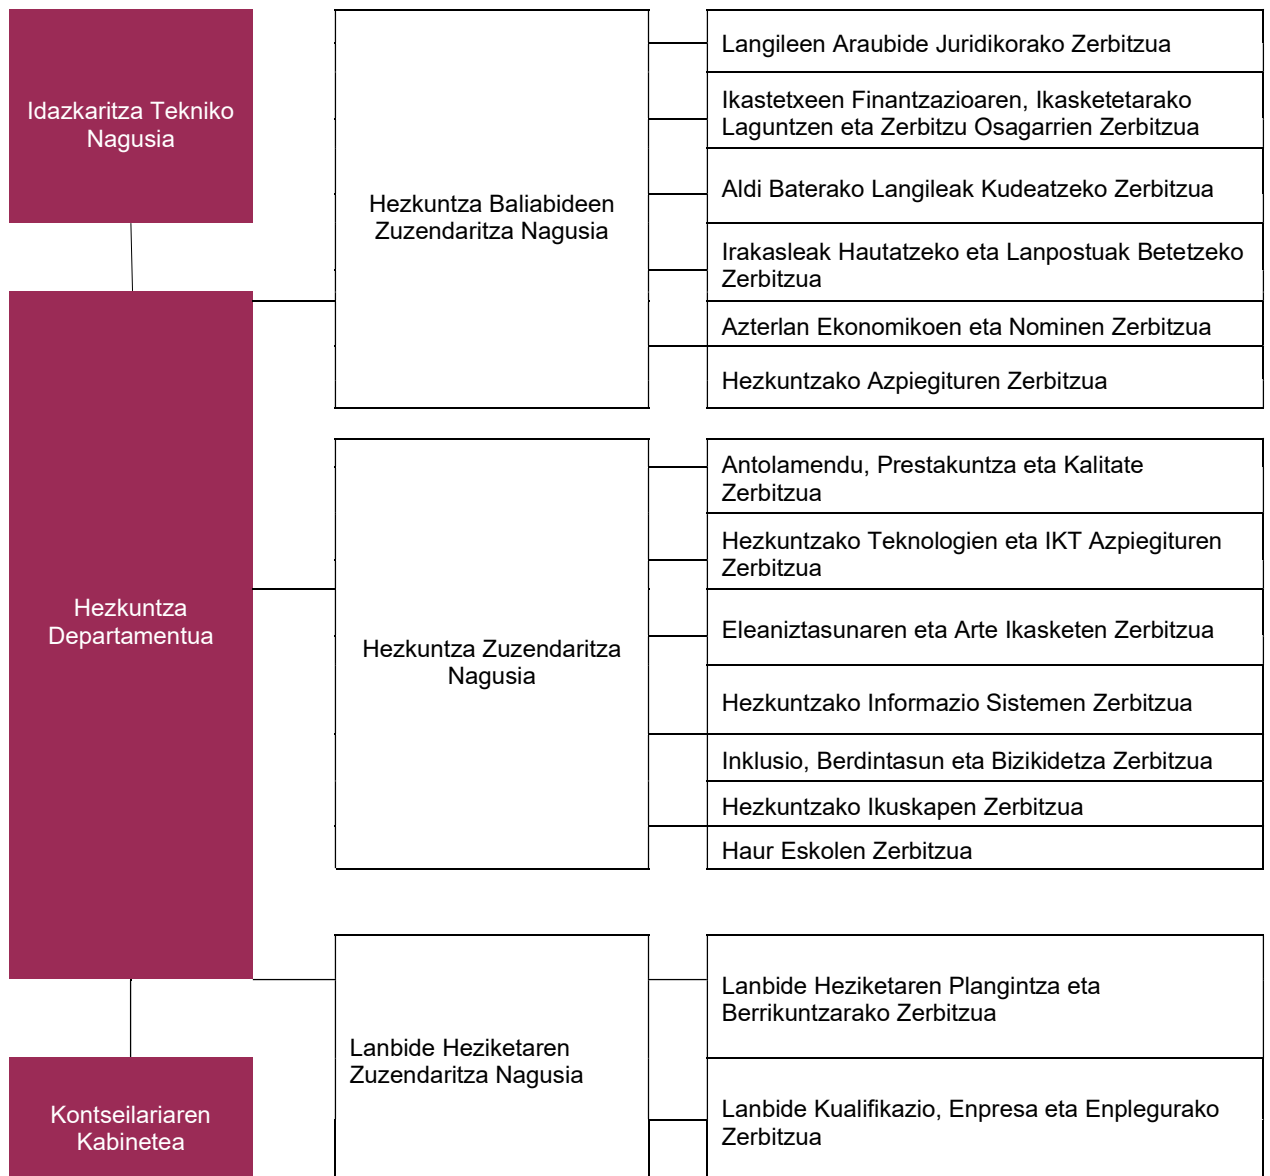 Idazkaritza Tekniko
Nagusia
Hezkuntza
Departamentua
Kontseilariaren
Kabinetea
Hezkuntza Baliabideen
Zuzendaritza Nagusia
Langileen Araubide Juridikorako Zerbitzua
Ikastetxeen Finantzazioaren, Ikasketetarako
Laguntzen eta Zerbitzu Osagarrien Zerbitzua
Aldi Baterako Langileak Kudeatzeko Zerbitzua
Irakasleak Hautatzeko eta Lanpostuak Betetzeko
Zerbitzua
Azterlan Ekonomikoen eta Nominen Zerbitzua
Hezkuntzako Azpiegituren Zerbitzua
Hezkuntza Zuzendaritza
Nagusia
Antolamendu, Prestakuntza eta Kalitate
Zerbitzua
Hezkuntzako Teknologien eta IKT Azpiegituren
Zerbitzua
Eleaniztasunaren eta Arte Ikasketen Zerbitzua
Hezkuntzako Informazio Sistemen Zerbitzua
Inklusio, Berdintasun eta Bizikidetza Zerbitzua
Hezkuntzako Ikuskapen Zerbitzua
Haur Eskolen Zerbitzua
Lanbide Heziketaren
Zuzendaritza Nagusia
Lanbide Heziketaren Plangintza eta
Berrikuntzarako Zerbitzua
Lanbide Kualifikazio, Enpresa eta Enplegurako
Zerbitzua